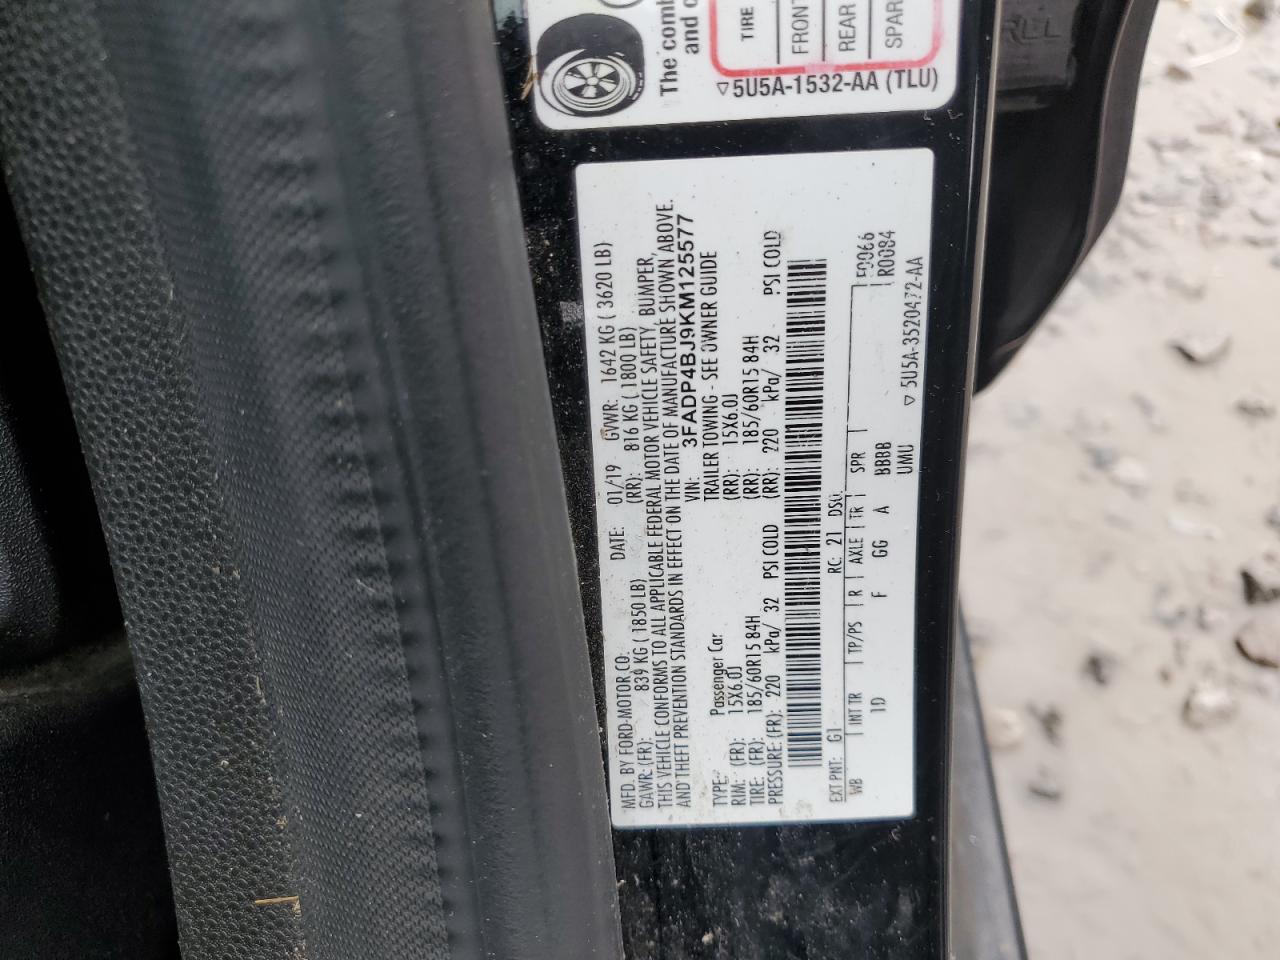 The comb
and c
TIRE
FRONT
REAR
SPAR
▽5U5A-1532-AA (TLU)
MFD. BY FORD-MOTOR CO. DATE: 01/19 GVWR: 1642 KG ( 3620 LB)
GAWR: (FR): 839 KG ( 1850 LB) (RR): 816 KG ( 1800 LB)
THIS VEHICLE CONFORMS TO ALL APPLICABLE FEDERAL MOTOR VEHICLE SAFETY, BUMPER,
AND THEFT PREVENTION STANDARDS IN EFFECT ON THE DATE OF MANUFACTURE SHOWN ABOVE.
VIN: 3FADP4BJ9KM125577
TYPE: Passenger Car TRAILER TOWING - SEE OWNER GUIDE
RIM: (FR): 15X6.0J (RR): 15X6.0J
TIRE: (FR): 185/60R15 84H (RR): 185/60R15 84H
PRESSURE: (FR): 220 kPa/ 32 PSI COLD (RR): 220 kPa/ 32 PSI COLD
EXT PNT: G1 RC: 21 DSO:
WB INT TR TP/PS R AXLE TR SPR
1D F GG A BBBB
UMU
R0084
▽ 5U5A-3520472-AA